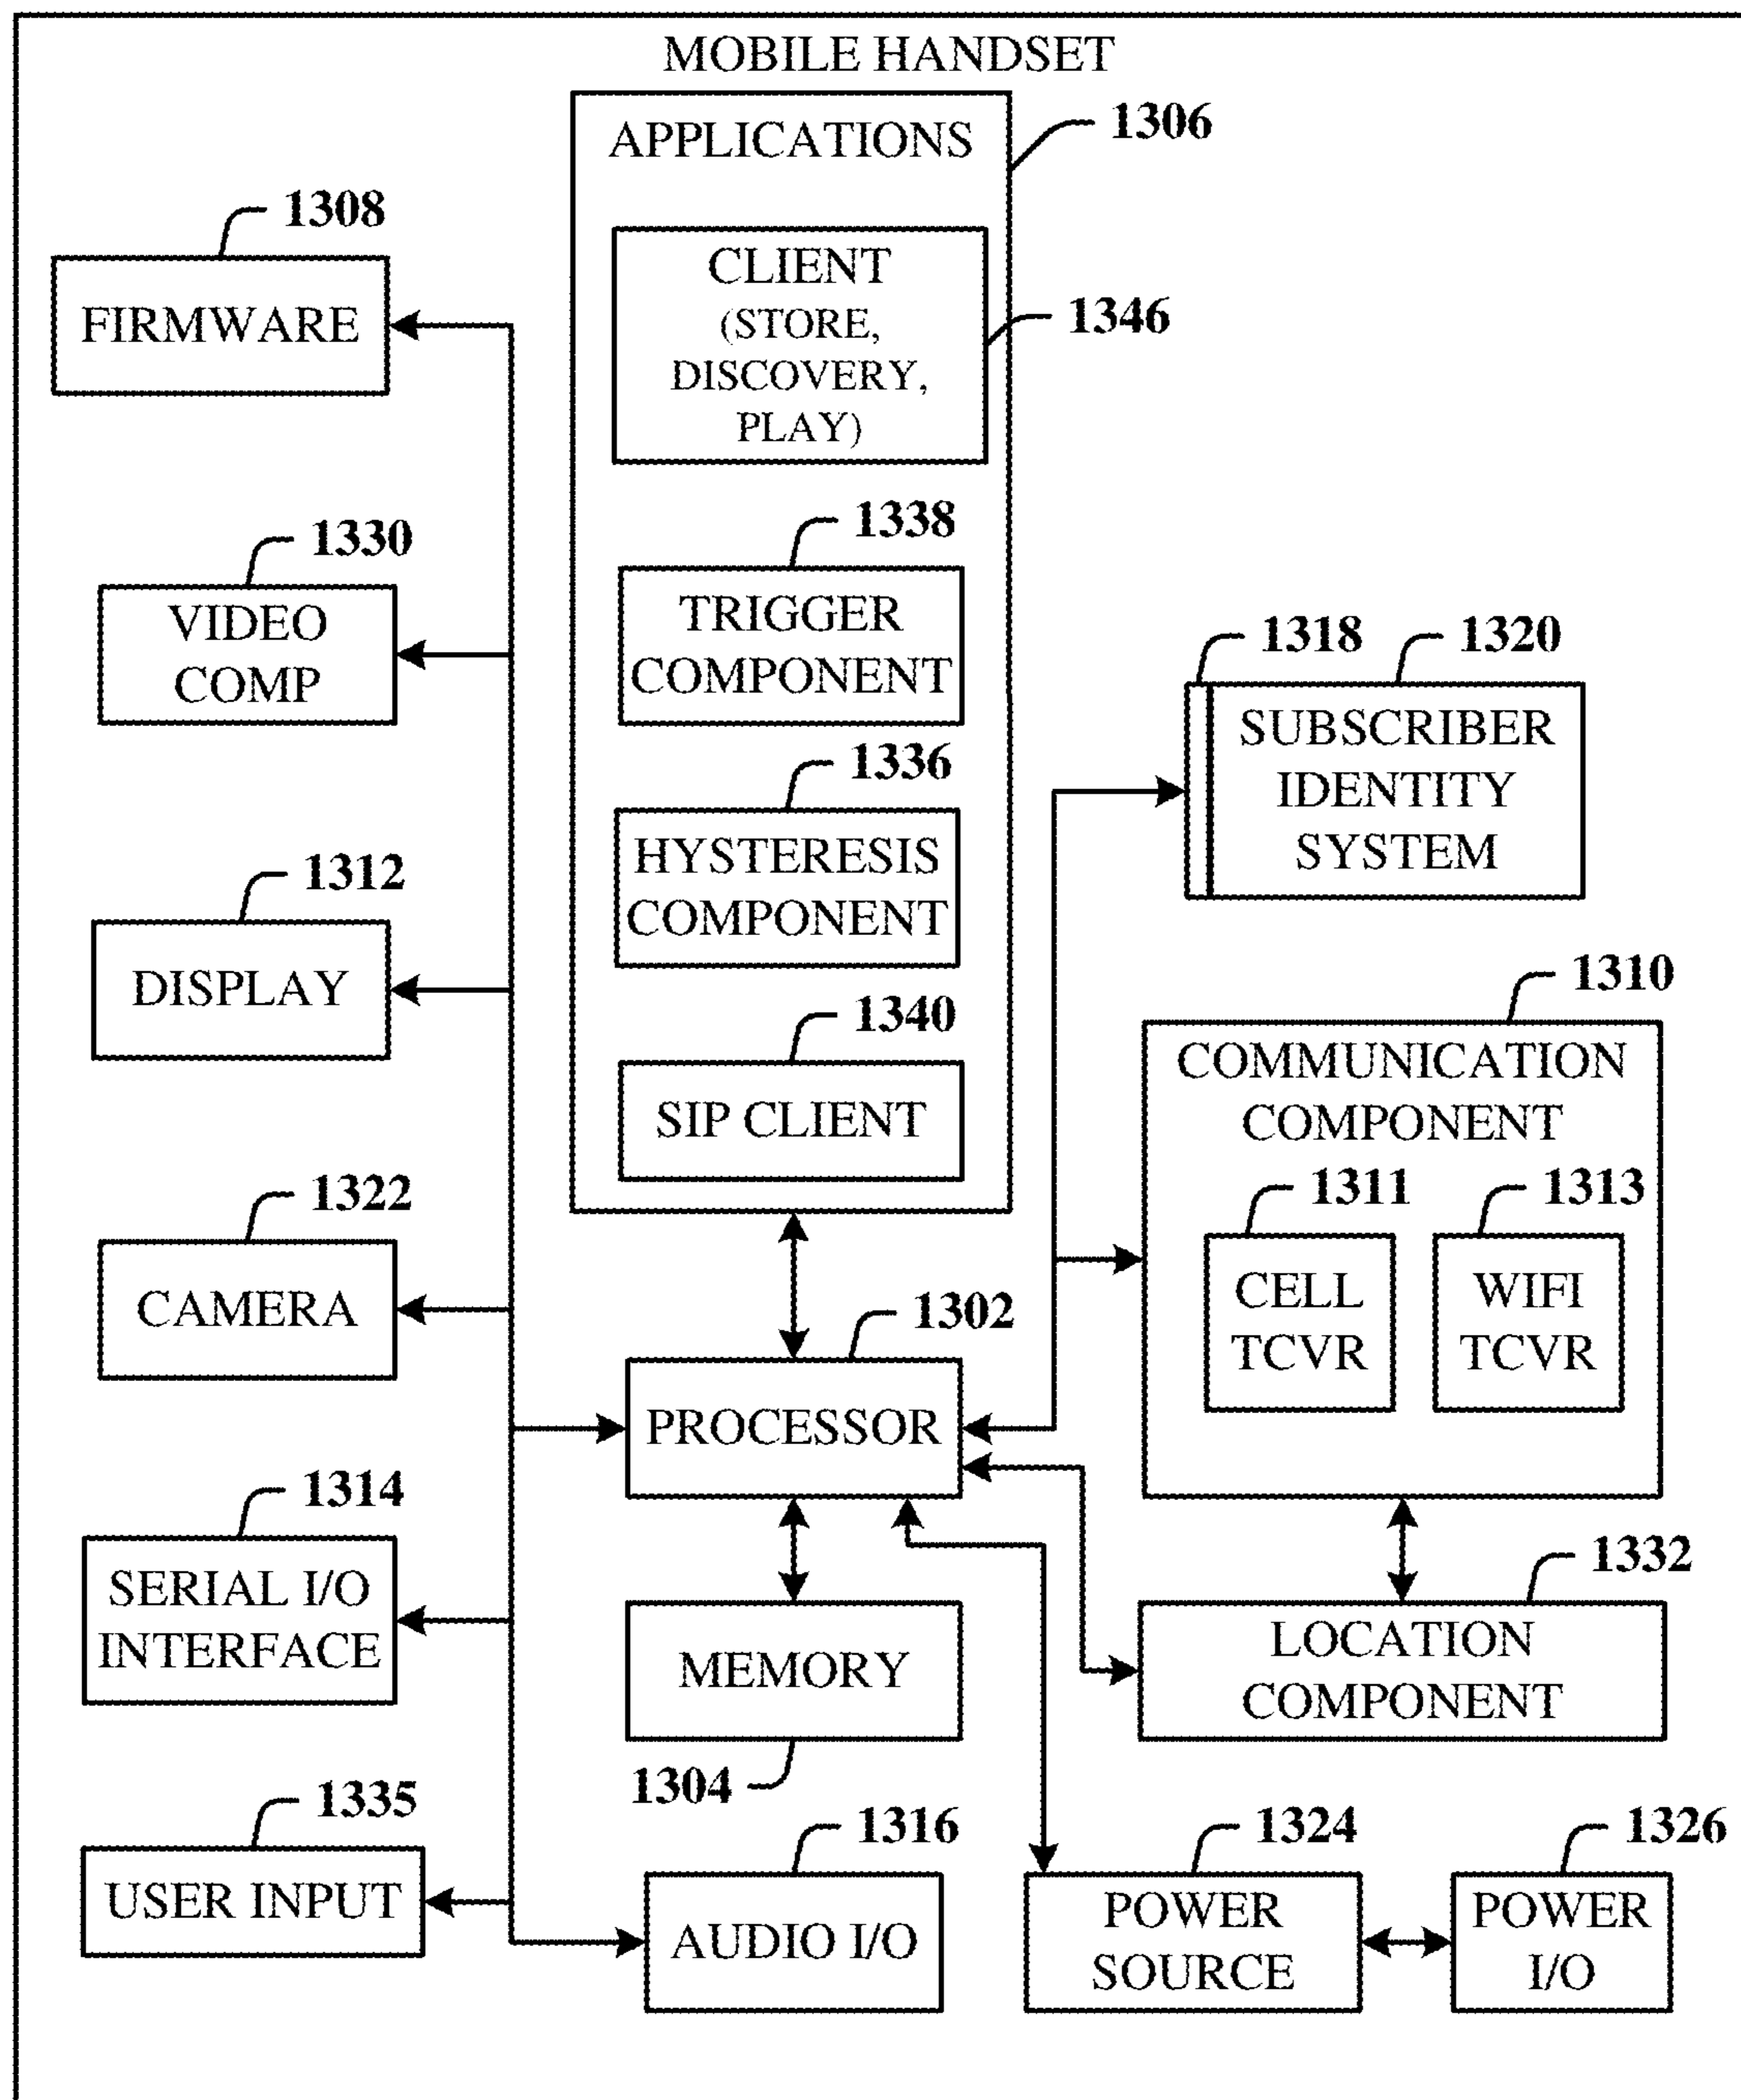 MOBILE HANDSET
APPLICATIONS
1306
1308
FIRMWARE
CLIENT
(STORE,
DISCOVERY,
PLAY)
1346
1330
VIDEO
COMP
1338
TRIGGER
COMPONENT
1318
1320
SUBSCRIBER
IDENTITY
SYSTEM
1336
HYSTERESIS
COMPONENT
1312
DISPLAY
1340
SIP CLIENT
1310
COMMUNICATION
COMPONENT
1311
CELL
TCVR
1313
WIFI
TCVR
1322
CAMERA
1302
PROCESSOR
1314
SERIAL I/O
INTERFACE
MEMORY
1304
1332
LOCATION
COMPONENT
1335
USER INPUT
1316
AUDIO I/O
1324
POWER
SOURCE
1326
POWER
I/O